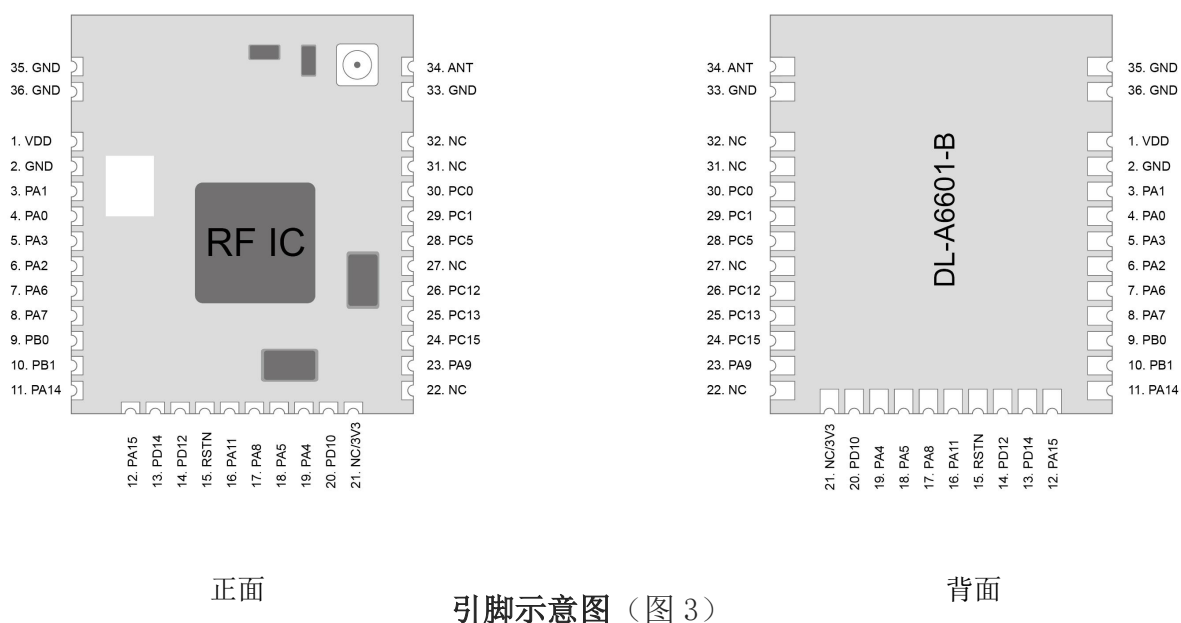 35. GND
36. GND
1. VDD
2. GND
3. PA1
4. PA0
5. PA3
6. PA2
7. PA6
8. PA7
9. PB0
10. PB1
11. PA14
RF IC
34. ANT
33. GND
32. NC
31. NC
30. PC0
29. PC1
28. PC5
27. NC
26. PC12
25. PC13
24. PC15
23. PA9
22. NC
12. PA15
13. PD14
14. PD12
15. RSTN
16. PA11
17. PA8
18. PA5
19. PA4
20. PD10
21. NC/3V3
34. ANT
33. GND
32. NC
31. NC
30. PC0
29. PC1
28. PC5
27. NC
26. PC12
25. PC13
24. PC15
23. PA9
22. NC
DL-A6601-B
35. GND
36. GND
1. VDD
2. GND
3. PA1
4. PA0
5. PA3
6. PA2
7. PA6
8. PA7
9. PB0
10. PB1
11. PA14
21. NC/3V3
20. PD10
19. PA4
18. PA5
17. PA8
16. PA11
15. RSTN
14. PD12
13. PD14
12. PA15
正面
背面
引脚示意图（图 3）